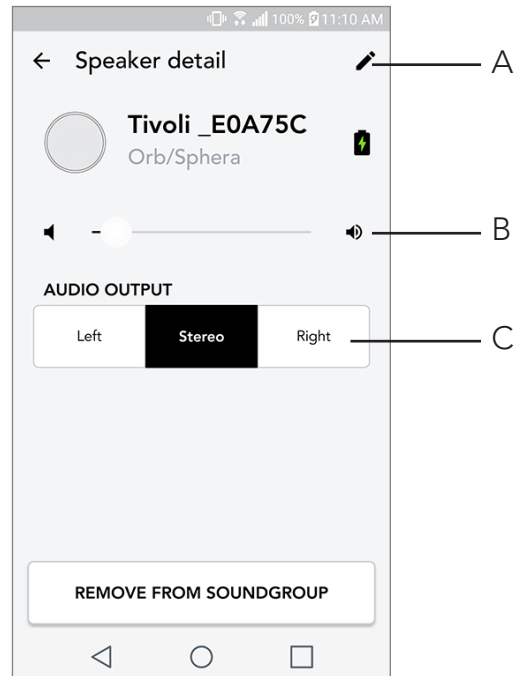 100% 11:10 AM
Speaker detail
A
Tivoli _E0A75C
Orb/Sphera
B
AUDIO OUTPUT
Left Stereo Right
C
REMOVE FROM SOUNDGROUP